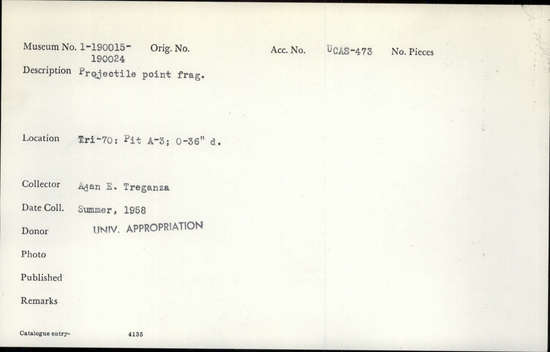 Museum No. 1-190015- Orig. No. Acc. No. UCAS-473 No. Pieces
190024
Description Projectile point frag.
Location Tri-70: Pit A-3; 0-36" d.
Collector Adan E. Treganza
Date Coll. Summer, 1958
Donor UNIV. APPROPRIATION
Photo
Published
Remarks
Catalogue entry- 4135